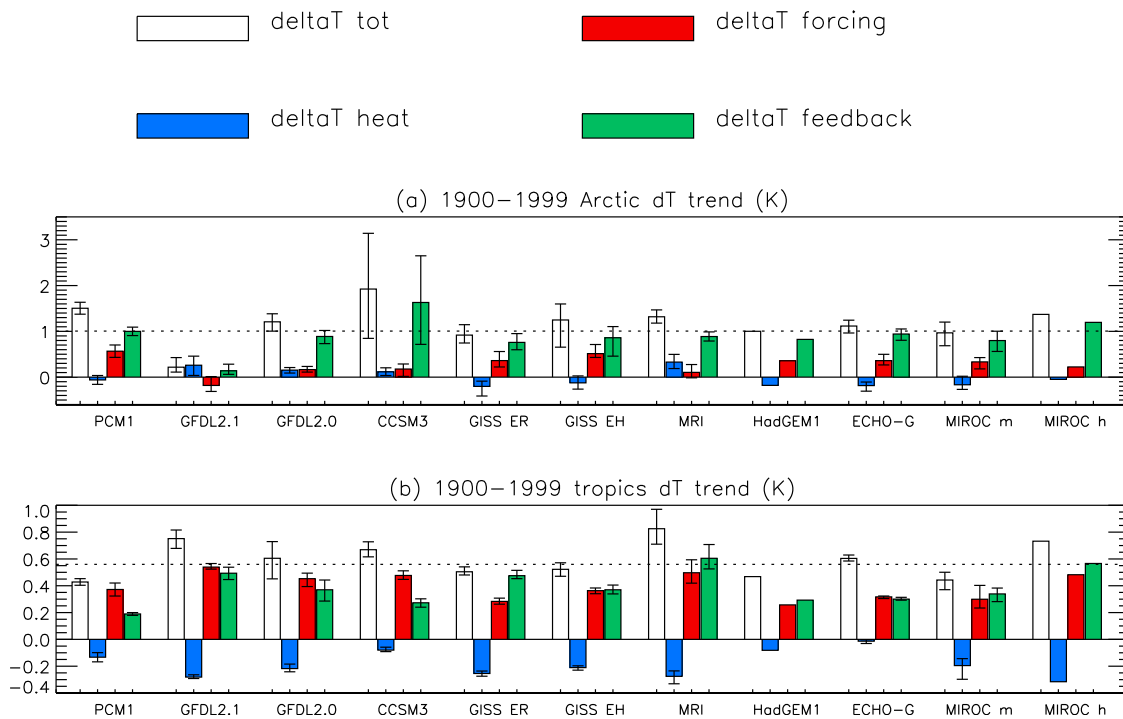 deltaT tot
deltaT forcing
deltaT heat
deltaT feedback
(a) 1900−1999 Arctic dT trend (K)
3
2
1
0
PCM1 GFDL2.1 GFDL2.0 CCSM3 GISS ER GISS EH MRI HadGEM1 ECHO−G MIROC m MIROC h
(b) 1900−1999 tropics dT trend (K)
1.0
0.8
0.6
0.4
0.2
0.0
−0.2
−0.4
PCM1 GFDL2.1 GFDL2.0 CCSM3 GISS ER GISS EH MRI HadGEM1 ECHO−G MIROC m MIROC h